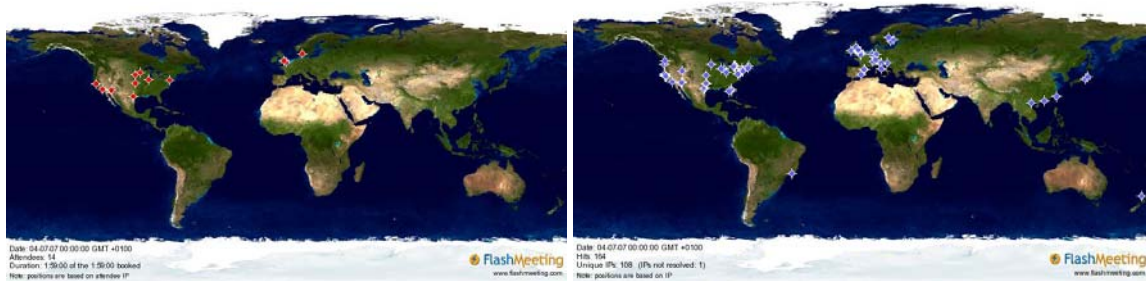 Date: 04-07-07 00:00:00 GMT +0100
Attendees: 14
Duration: 1:59:00 of the 1:59:00 booked
Note: positions are based on attendee IP
FlashMeeting
www.flashmeeting.com
Date: 04-07-07 00:00:00 GMT +0100
Hits: 164
Unique IPs: 108 (IPs not resolved: 1)
Note: positions are based on IP
FlashMeeting
www.flashmeeting.com